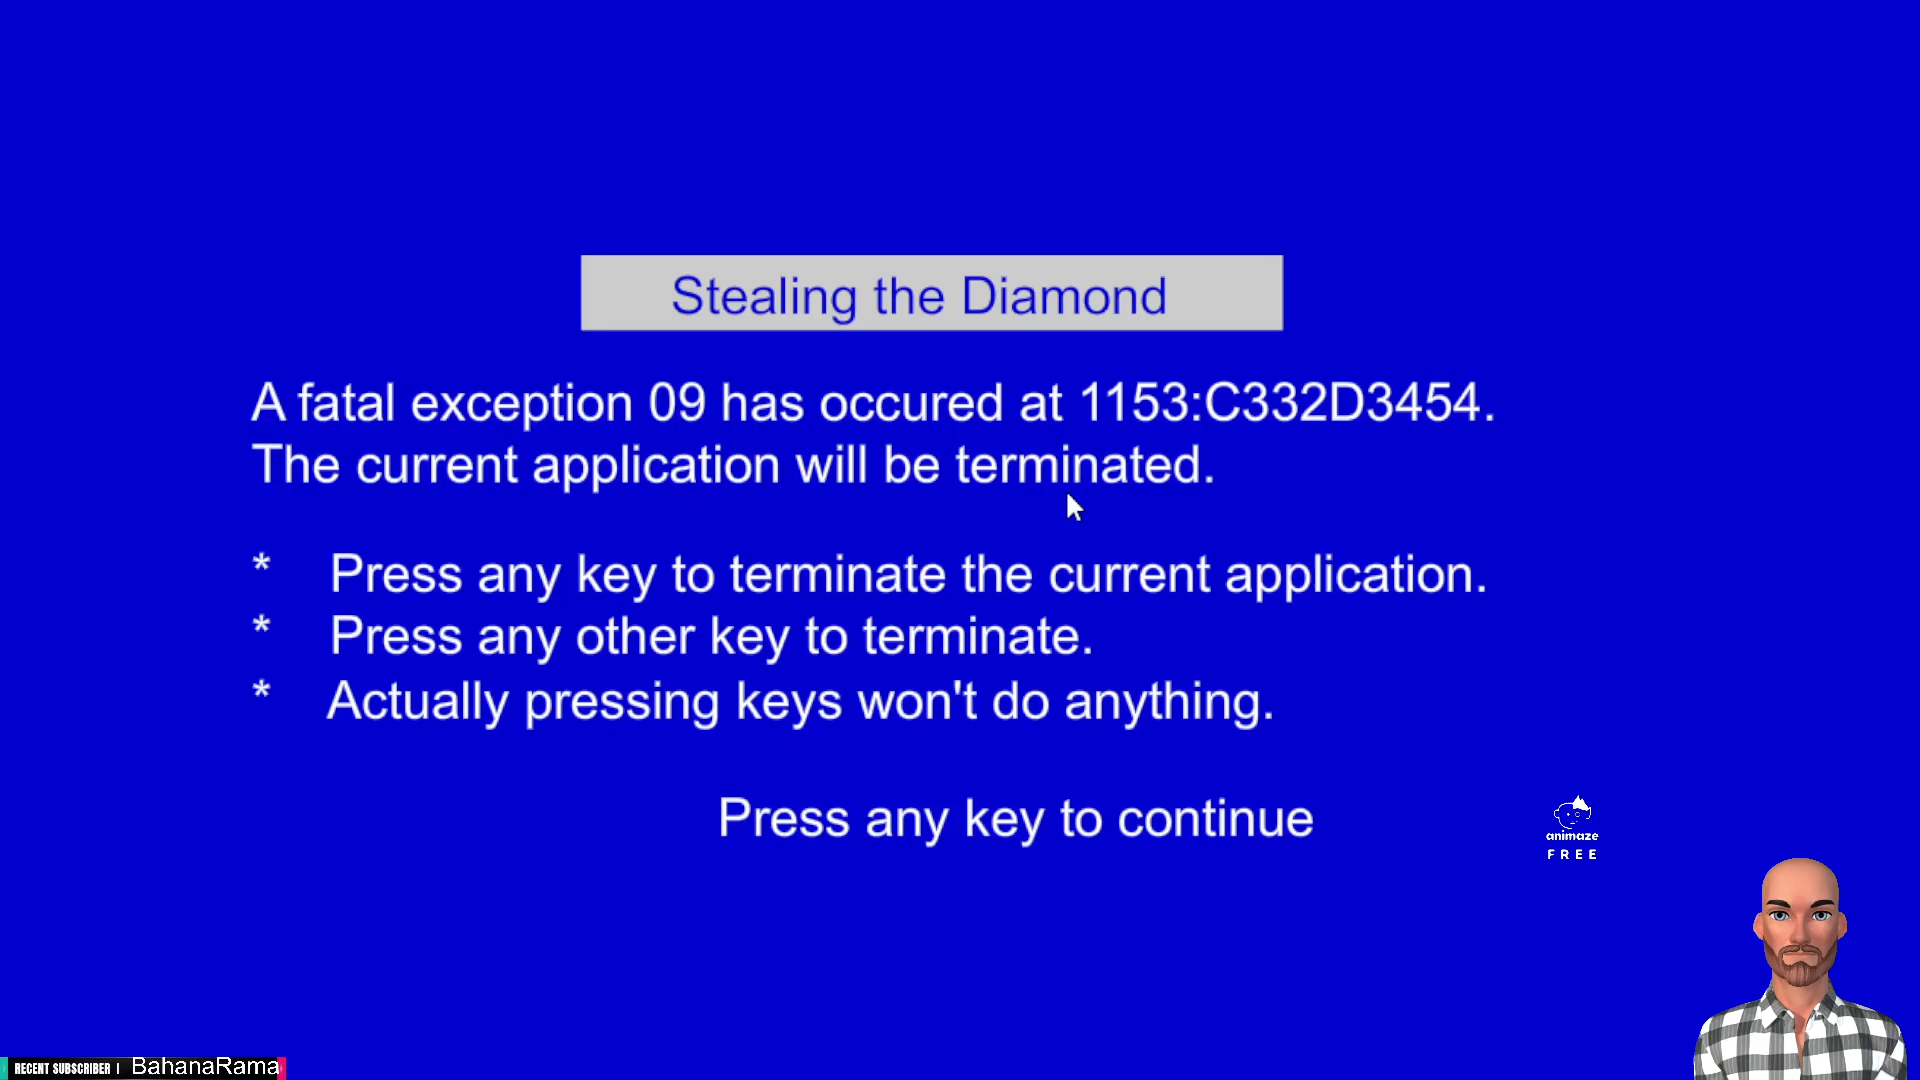 Stealing the Diamond
A fatal exception 09 has occured at 1153:C332D3454.
The current application will be terminated.
* Press any key to terminate the current application.
* Press any other key to terminate.
* Actually pressing keys won't do anything.
Press any key to continue
animaze
FREE
RECENT SUBSCRIBER | BahanaRama